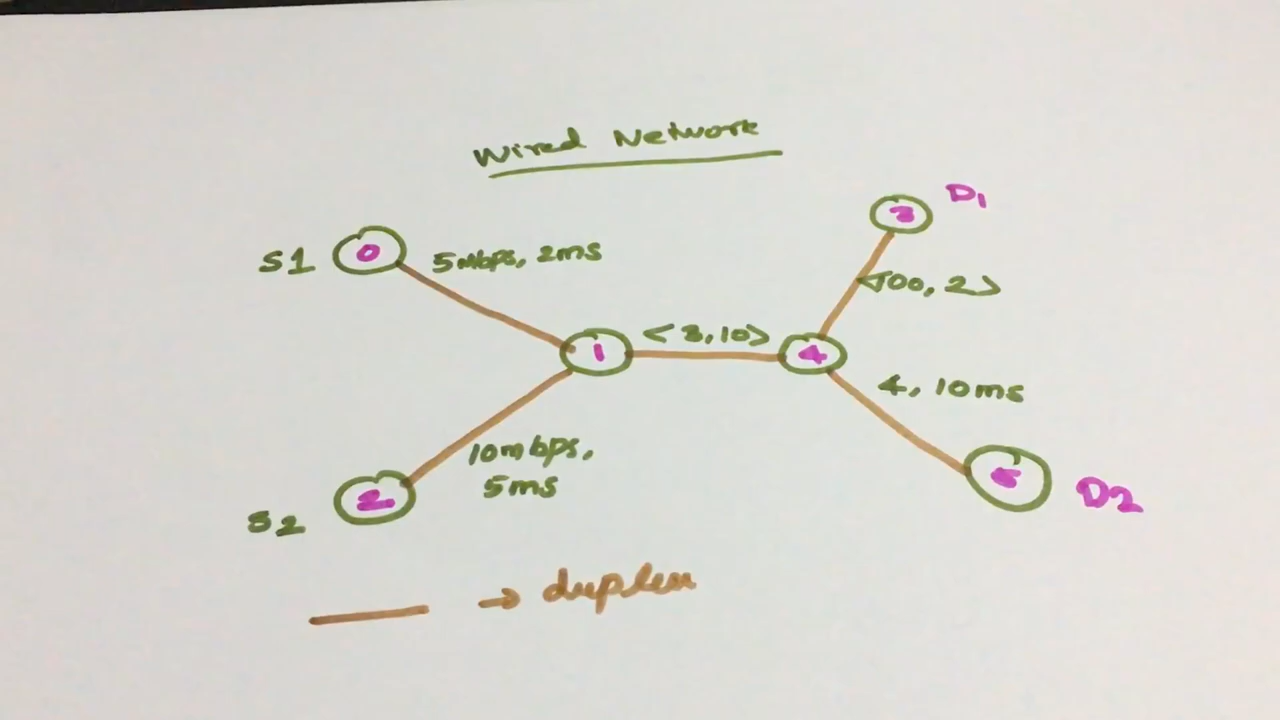 Wired Network
D1
3
S1
0
5Mbps, 2ms
<100, 2>
<3,10>
1
4
4, 10ms
10mbps,
5ms
2
S2
5
D2
→ duplex